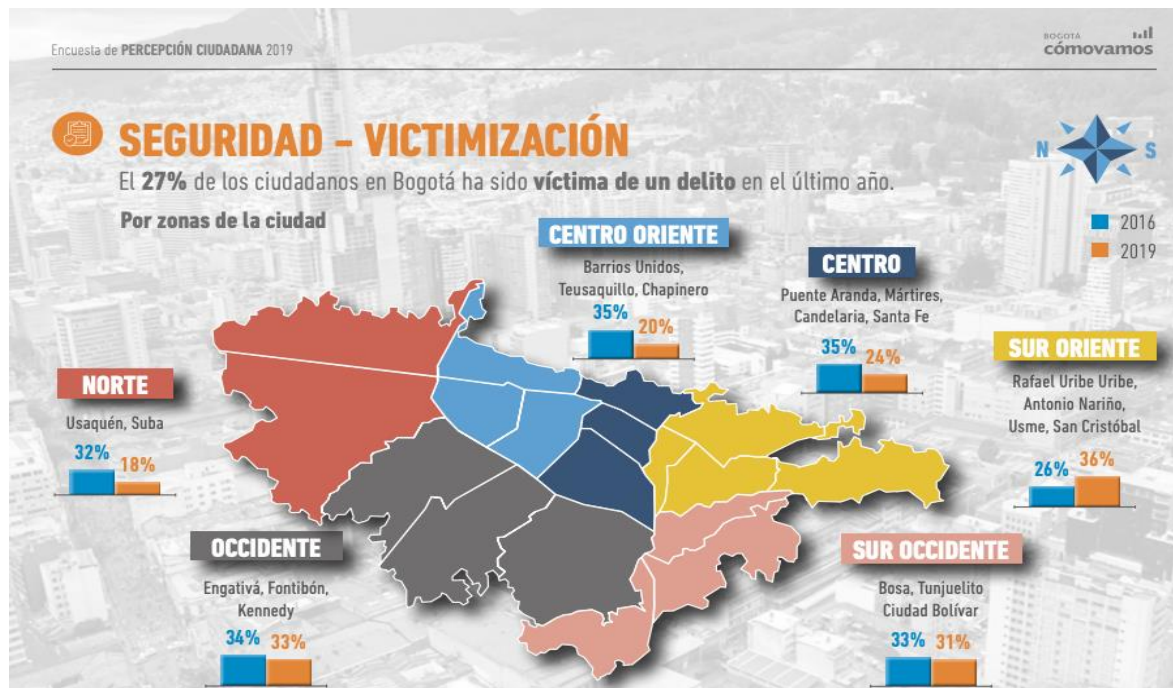 Encuesta de PERCEPCIÓN CIUDADANA 2019
BOGOTÁ
cómovamos
SEGURIDAD – VICTIMIZACIÓN
El 27% de los ciudadanos en Bogotá ha sido víctima de un delito en el último año.
Por zonas de la ciudad
N S
2016
2019
CENTRO ORIENTE
Barrios Unidos,
Teusaquillo, Chapinero
35% 20%
CENTRO
Puente Aranda, Mártires,
Candelaria, Santa Fe
35% 24%
SUR ORIENTE
Rafael Uribe Uribe,
Antonio Nariño,
Usme, San Cristóbal
26% 36%
NORTE
Usaquén, Suba
32% 18%
OCCIDENTE
Engativá, Fontibón,
Kennedy
34% 33%
SUR OCCIDENTE
Bosa, Tunjuelito
Ciudad Bolívar
33% 31%